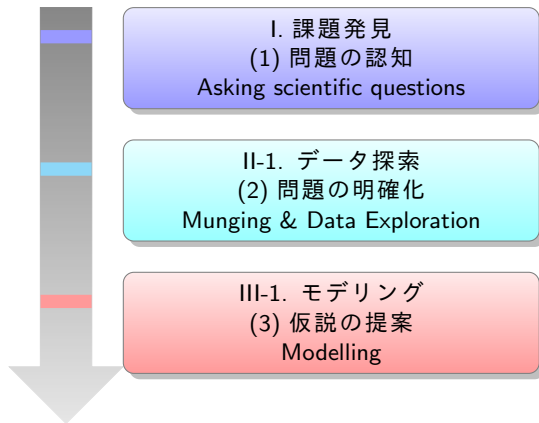 I. 課題発見
(1) 問題の認知
Asking scientific questions
II-1. データ探索
(2) 問題の明確化
Munging & Data Exploration
III-1. モデリング
(3) 仮説の提案
Modelling